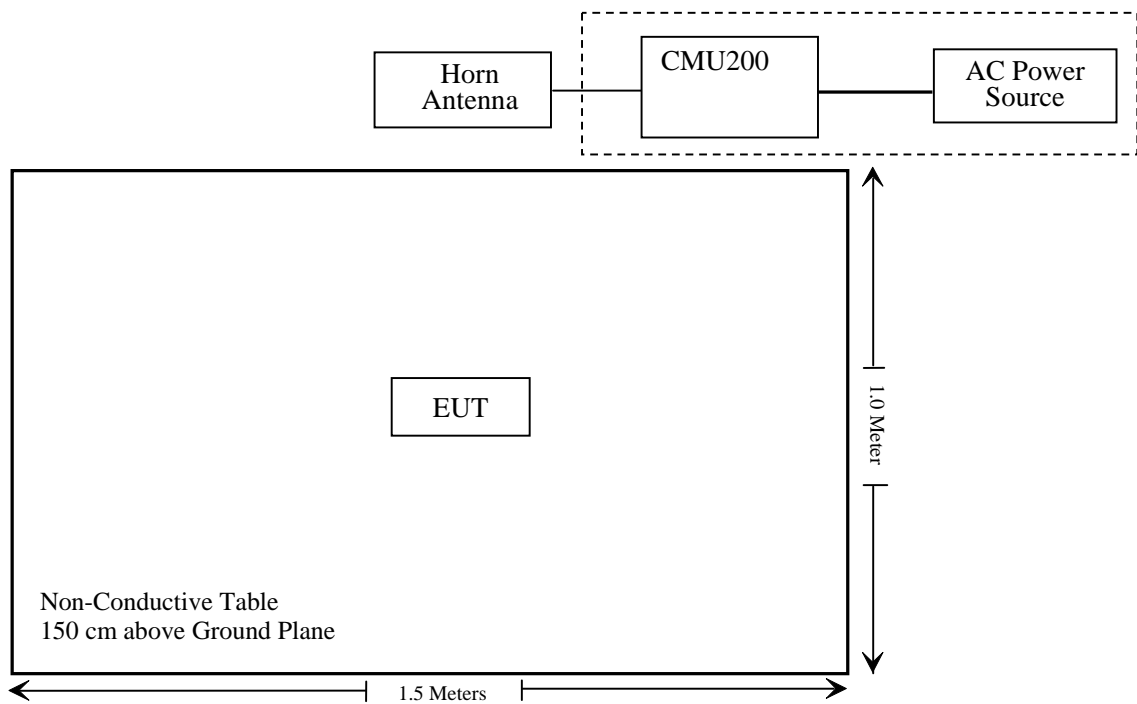 Horn
Antenna
CMU200
AC Power
Source
EUT
1.0 Meter
Non-Conductive Table
150 cm above Ground Plane
1.5 Meters